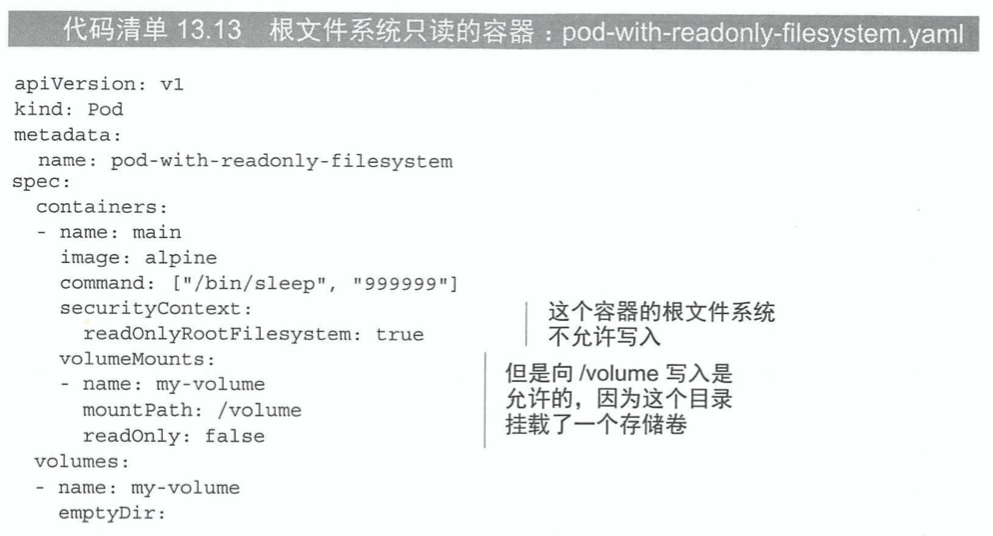 代码清单 13.13 根文件系统只读的容器：pod-with-readonly-filesystem.yaml
apiVersion: v1
kind: Pod
metadata:
  name: pod-with-readonly-filesystem
spec:
  containers:
  - name: main
    image: alpine
    command: ["/bin/sleep", "999999"]
    securityContext:
      readOnlyRootFilesystem: true
    volumeMounts:
    - name: my-volume
      mountPath: /volume
      readOnly: false
  volumes:
  - name: my-volume
    emptyDir:
这个容器的根文件系统
不允许写入
但是向 /volume 写入是
允许的，因为这个目录
挂载了一个存储卷